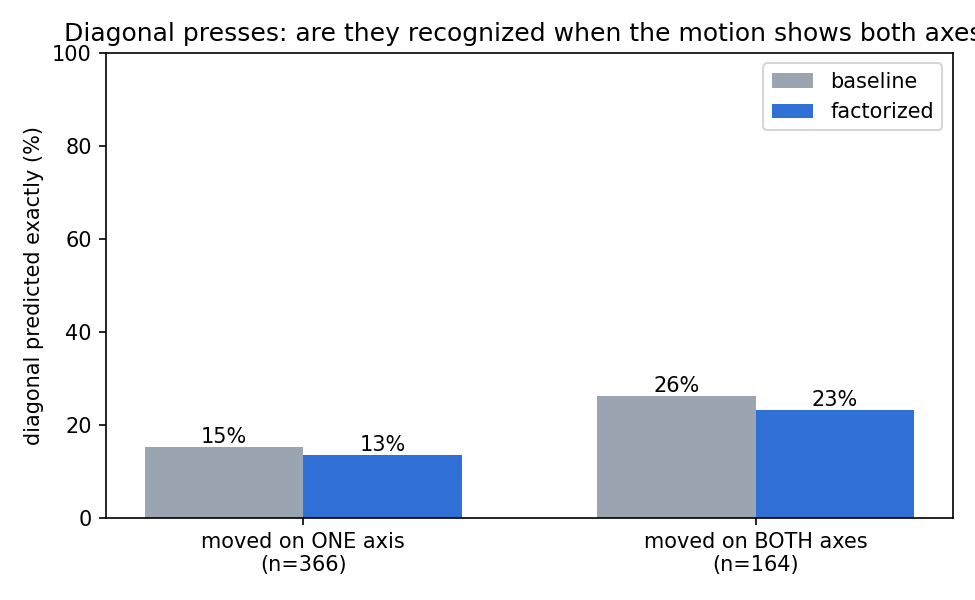 Diagonal presses: are they recognized when the motion shows both axes
100
80
60
40
20
0
diagonal predicted exactly (%)
baseline
factorized
15%
13%
26%
23%
moved on ONE axis
(n=366)
moved on BOTH axes
(n=164)